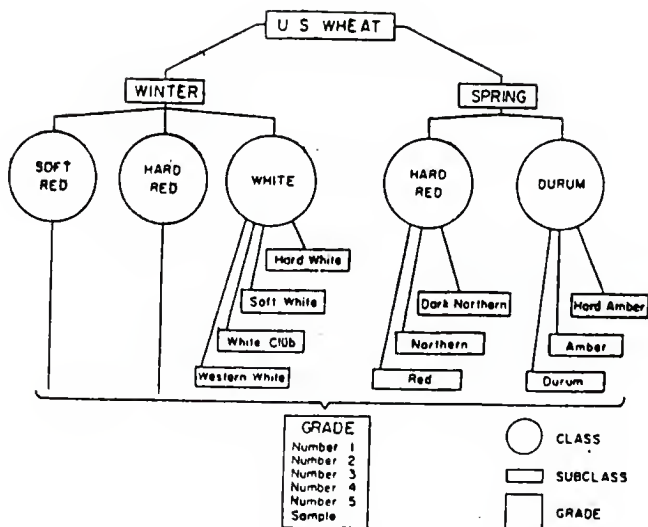 U S WHEAT
WINTER
SPRING
SOFT
RED
HARD
RED
WHITE
HARD
RED
DURUM
Hard White
Soft White
White Club
Western White
Dark Northern
Northern
Red
Hard Amber
Amber
Durum
GRADE
Number 1
Number 2
Number 3
Number 4
Number 5
Sample
CLASS
SUBCLASS
GRADE